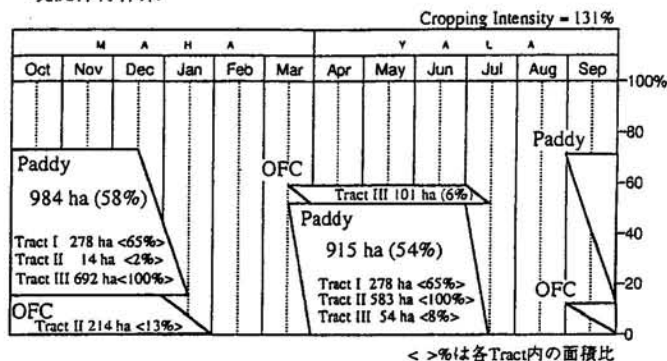 Cropping Intensity = 131%
M A H A
Y A L A
Oct Nov Dec Jan Feb Mar Apr May Jun Jul Aug Sep
100%
80
60
40
20
0
Paddy
984 ha (58%)
Tract I 278 ha <65%>
Tract II 14 ha <2%>
Tract III 692 ha<100%>
OFC
Tract II 214 ha <13%>
OFC
Tract III 101 ha (6%)
Paddy
915 ha (54%)
Tract I 278 ha <65%>
Tract II 583 ha <100%>
Tract III 54 ha <8%>
Paddy
OFC
< >%は各Tract内の面積比